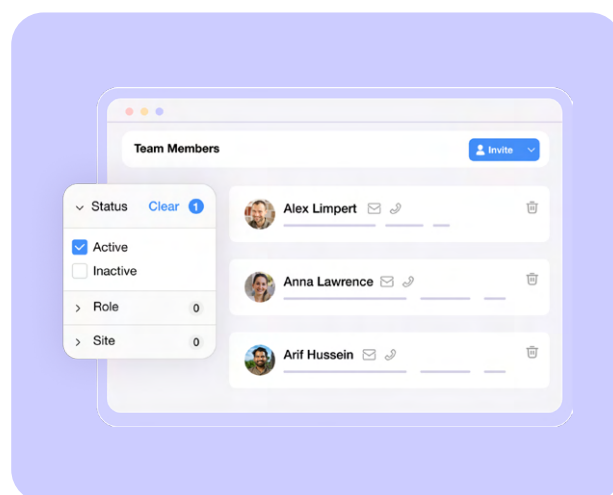 Team Members
Invite
Status Clear 1
Active
Inactive
Role 0
Site 0
Alex Limpert
Anna Lawrence
Arif Hussein